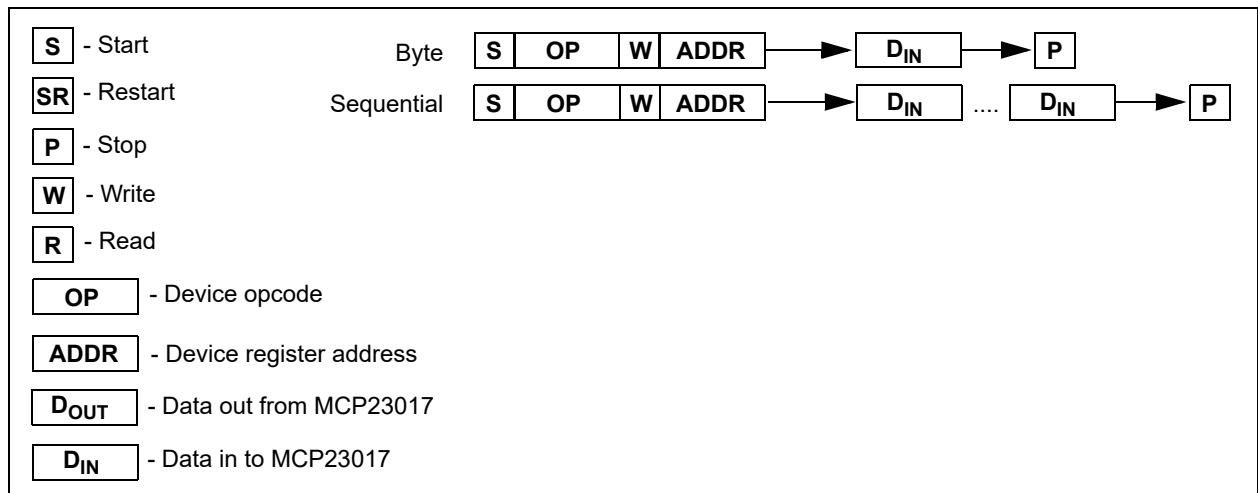 S - Start
Byte S OP W ADDR DIN P
SR - Restart
Sequential S OP W ADDR DIN .... DIN P
P - Stop
W - Write
R - Read
OP - Device opcode
ADDR - Device register address
DOUT - Data out from MCP23017
DIN - Data in to MCP23017